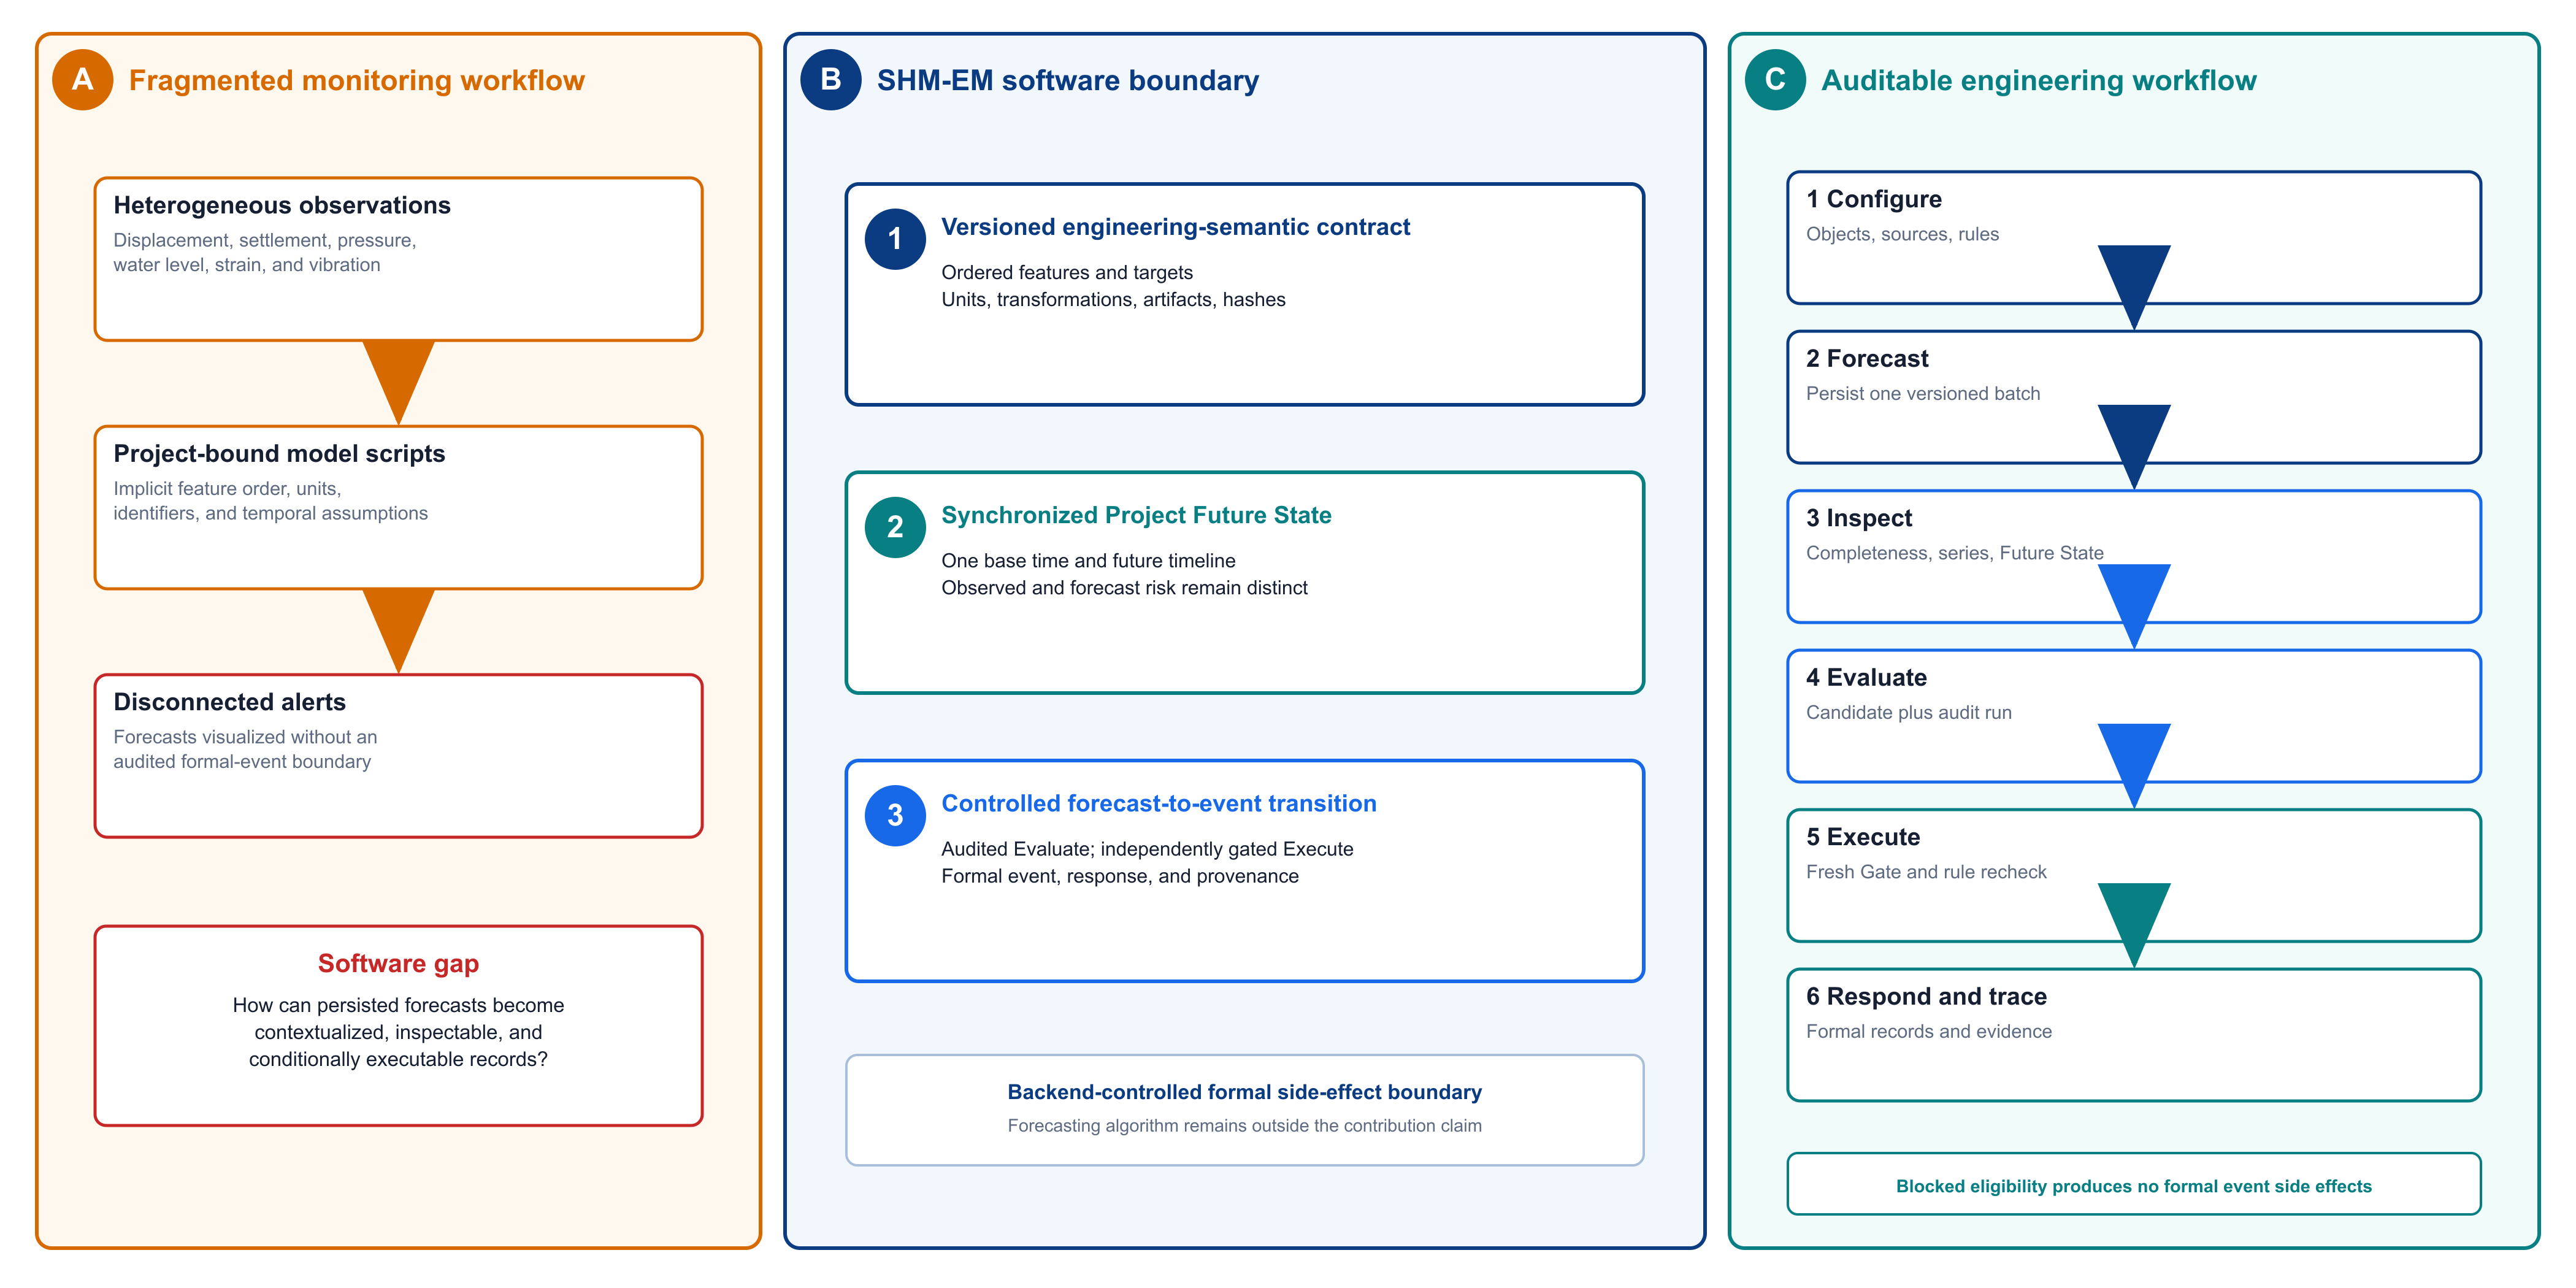 A
Fragmented monitoring workflow
Heterogeneous observations
Displacement, settlement, pressure,
water level, strain, and vibration
Project-bound model scripts
Implicit feature order, units,
identifiers, and temporal assumptions
Disconnected alerts
Forecasts visualized without an
audited formal-event boundary
Software gap
How can persisted forecasts become
contextualized, inspectable, and
conditionally executable records?
B
SHM-EM software boundary
1
Versioned engineering-semantic contract
Ordered features and targets
Units, transformations, artifacts, hashes
2
Synchronized Project Future State
One base time and future timeline
Observed and forecast risk remain distinct
3
Controlled forecast-to-event transition
Audited Evaluate; independently gated Execute
Formal event, response, and provenance
Backend-controlled formal side-effect boundary
Forecasting algorithm remains outside the contribution claim
C
Auditable engineering workflow
1 Configure
Objects, sources, rules
2 Forecast
Persist one versioned batch
3 Inspect
Completeness, series, Future State
4 Evaluate
Candidate plus audit run
5 Execute
Fresh Gate and rule recheck
6 Respond and trace
Formal records and evidence
Blocked eligibility produces no formal event side effects